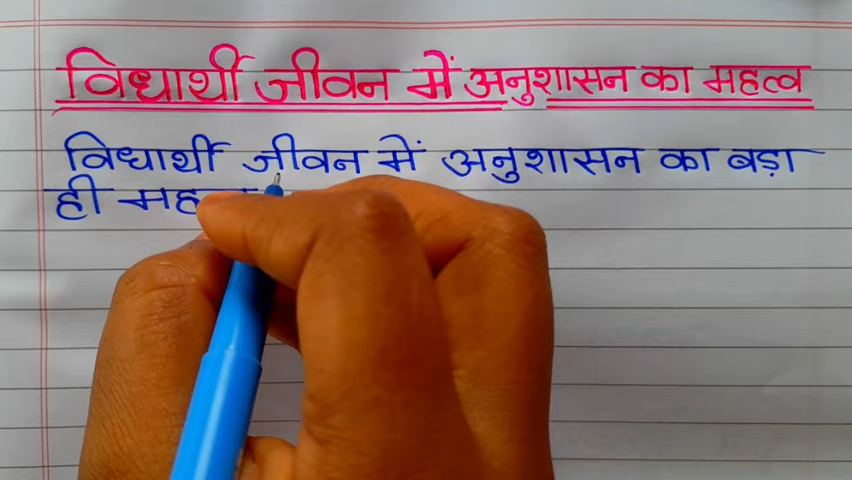 विधार्थी जीवन में अनुशासन का महत्व
विधार्थी जीवन में अनुशासन का बड़ा
ही